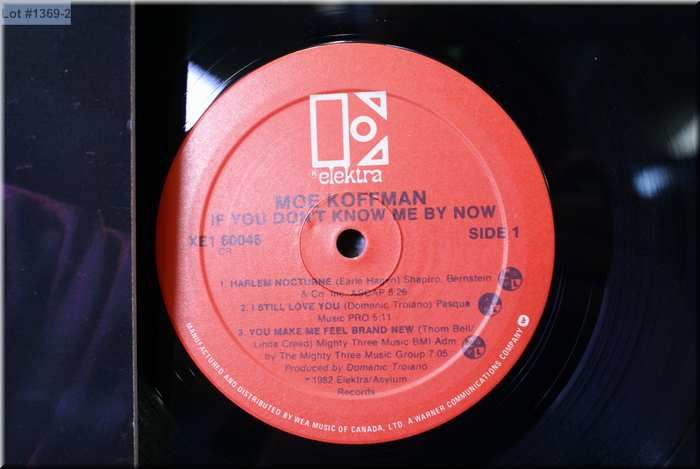 Lot #1369-2
elektra
MOE KOFFMAN
IF YOU DON'T KNOW ME BY NOW
XE1 60046
SIDE 1
CR
1. HARLEM NOCTURNE (Earle Hagen) Shapiro, Bernstein
& Co. Inc. ASCAP 6:26
2. I STILL LOVE YOU (Domenic Troiano) Pasqua
Music PRO 5:11
3. YOU MAKE ME FEEL BRAND NEW (Thom Bell/
Linda Creed) Mighty Three Music BMI Adm.
by The Mighty Three Music Group 7:05
Produced by Domenic Troiano
1982 Elektra/Asylum
Records
MANUFACTURED AND DISTRIBUTED BY WEA MUSIC OF CANADA, LTD. A WARNER COMMUNICATIONS COMPANY